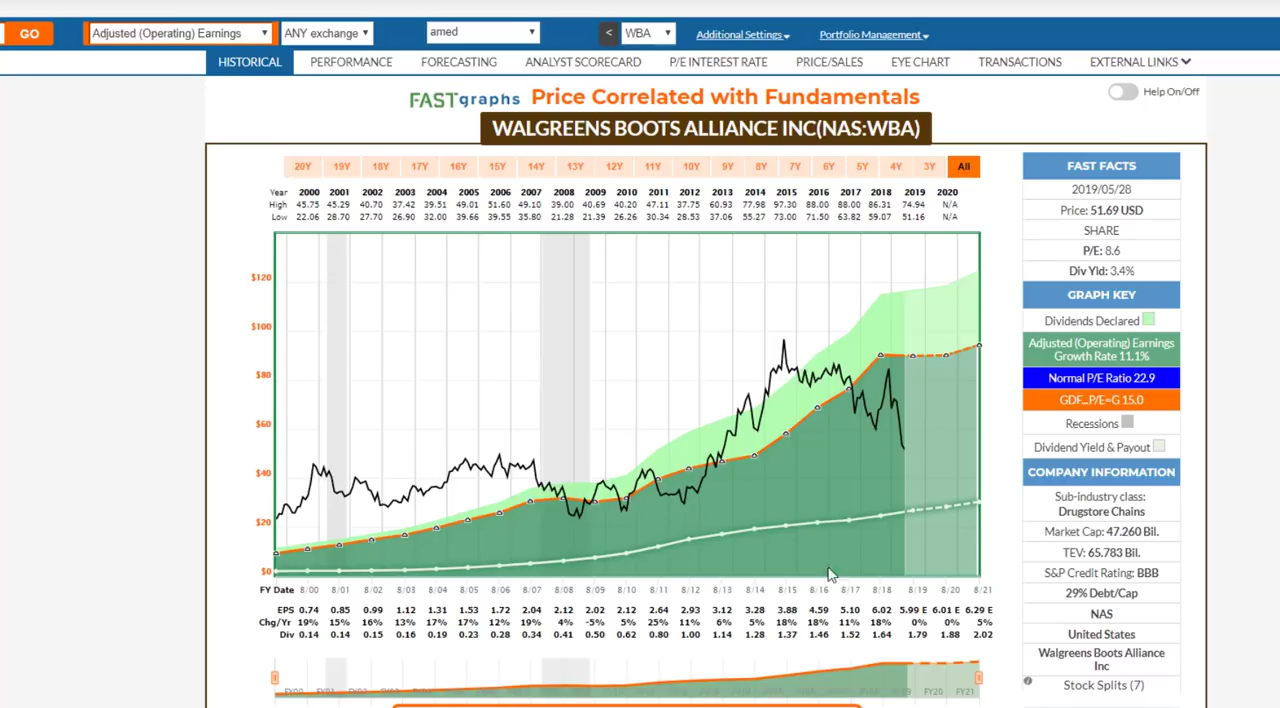 GO
Adjusted (Operating) Earnings
ANY exchange
amed
<
WBA
Additional Settings
Portfolio Management
HISTORICAL
PERFORMANCE
FORECASTING
ANALYST SCORECARD
P/E INTEREST RATE
PRICE/SALES
EYE CHART
TRANSACTIONS
EXTERNAL LINKS
FAST graphs Price Correlated with Fundamentals
Help On/Off
WALGREENS BOOTS ALLIANCE INC(NAS:WBA)
20Y 19Y 18Y 17Y 16Y 15Y 14Y 13Y 12Y 11Y 10Y 9Y 8Y 7Y 6Y 5Y 4Y 3Y All
Year 2000 2001 2002 2003 2004 2005 2006 2007 2008 2009 2010 2011 2012 2013 2014 2015 2016 2017 2018 2019 2020
High 45.75 45.29 40.70 37.42 39.51 49.01 51.60 49.10 39.00 40.69 40.20 47.11 37.75 60.93 77.98 97.30 88.00 88.00 86.31 74.94 N/A
Low 22.06 28.70 27.70 26.90 32.00 39.66 39.55 35.80 21.28 21.39 26.26 30.34 28.53 37.06 55.27 73.00 71.50 63.82 59.07 51.16 N/A
$120
$100
$80
$60
$40
$20
$0
FY Date 8/00 8/01 8/02 8/03 8/04 8/05 8/06 8/07 8/08 8/09 8/10 8/11 8/12 8/13 8/14 8/15 8/16 8/17 8/18 8/19 8/20 8/21
EPS 0.74 0.85 0.99 1.12 1.31 1.53 1.72 2.04 2.12 2.02 2.12 2.64 2.93 3.12 3.28 3.88 4.59 5.10 6.02 5.99 E 6.01 E 6.29 E
Chg/Yr 19% 15% 16% 13% 17% 17% 12% 19% 4% -5% 5% 25% 11% 6% 5% 18% 18% 11% 18% 0% 0% 5%
Div 0.14 0.14 0.15 0.16 0.19 0.23 0.28 0.34 0.41 0.50 0.62 0.80 1.00 1.14 1.28 1.37 1.46 1.52 1.64 1.79 1.88 2.02
FY20 FY21
FAST FACTS
2019/05/28
Price: 51.69 USD
SHARE
P/E: 8.6
Div Yld: 3.4%
GRAPH KEY
Dividends Declared
Adjusted (Operating) Earnings
Growth Rate 11.1%
Normal P/E Ratio 22.9
GDF...P/E=G 15.0
Recessions
Dividend Yield & Payout
COMPANY INFORMATION
Sub-industry class:
Drugstore Chains
Market Cap: 47.260 Bil.
TEV: 65.783 Bil.
S&P Credit Rating: BBB
29% Debt/Cap
NAS
United States
Walgreens Boots Alliance
Inc
Stock Splits (7)